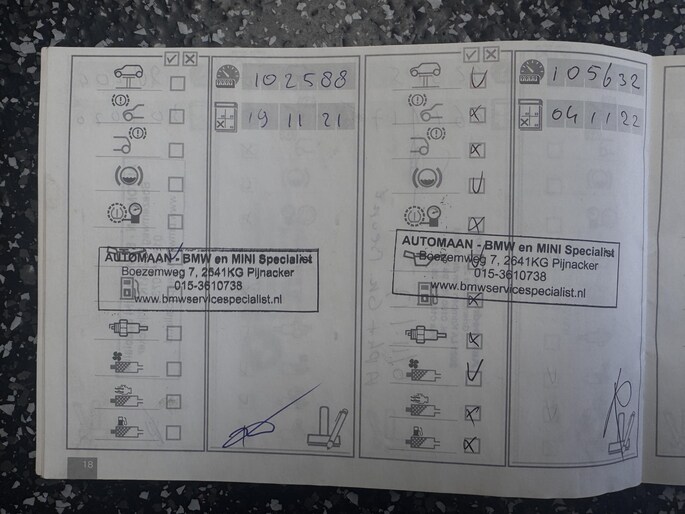 102588
19 11 21
AUTOMAAN - BMW en MINI Specialist
Boezemweg 7, 2641KG Pijnacker
015-3610738
www.bmwservicespecialist.nl
18
105632
04 11 22
AUTOMAAN - BMW en MINI Specialist
Boezemweg 7, 2641KG Pijnacker
015-3610738
www.bmwservicespecialist.nl